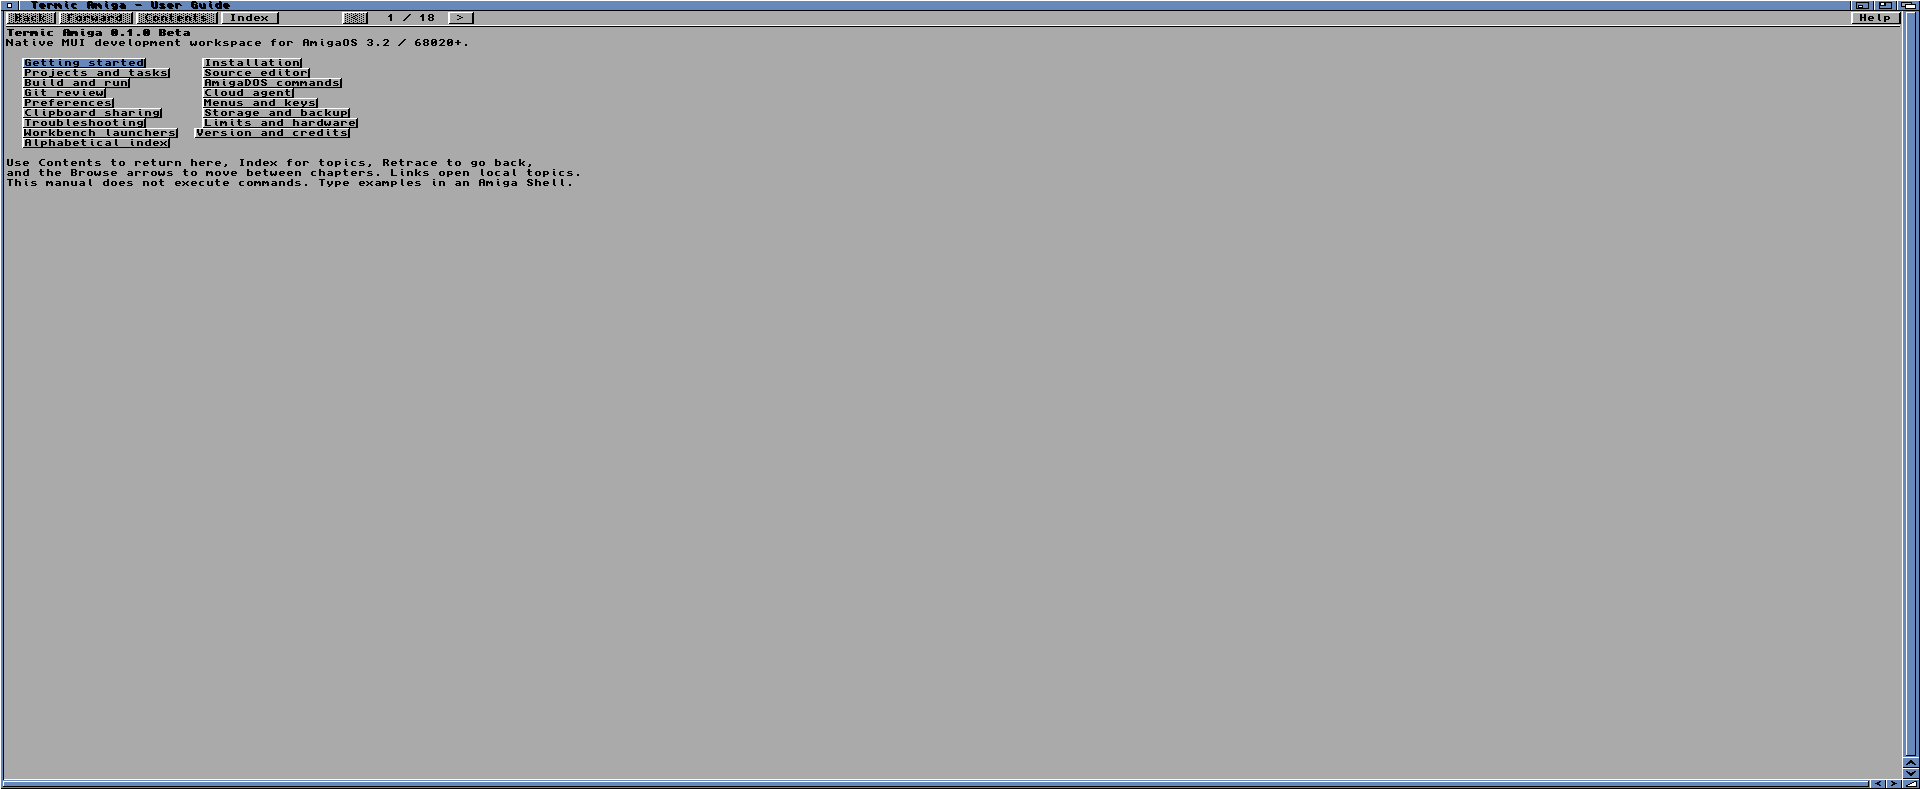 Termic Amiga - User Guide
Back Forward Contents Index 1 / 18 > Help
Termic Amiga 0.1.0 Beta
Native MUI development workspace for AmigaOS 3.2 / 68020+.
Getting started Installation
Projects and tasks Source editor
Build and run AmigaDOS commands
Git review Cloud agent
Preferences Menus and keys
Clipboard sharing Storage and backup
Troubleshooting Limits and hardware
Workbench launchers Version and credits
Alphabetical index
Use Contents to return here, Index for topics, Retrace to go back,
and the Browse arrows to move between chapters. Links open local topics.
This manual does not execute commands. Type examples in an Amiga Shell.